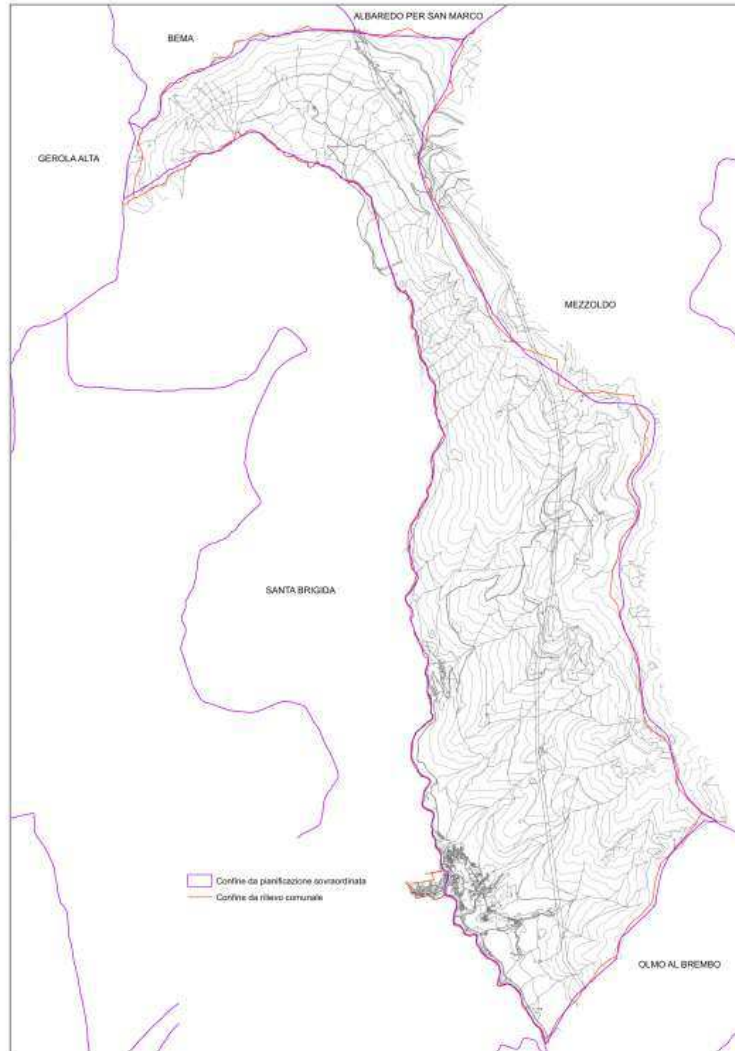 ALBAREDO PER SAN MARCO
BEMA
GEROLA ALTA
MEZZOLDO
SANTA BRIGIDA
Confine da pianificazione sovraordinata
Confine da rilievo comunale
OLMO AL BREMBO